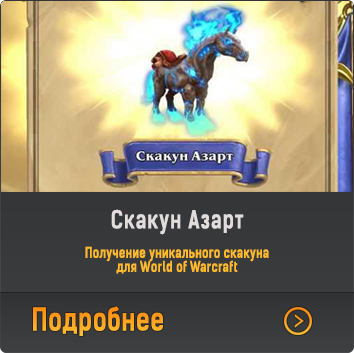 Скакун Азарт
Скакун Азарт
Получение уникального скакуна
для World of Warcraft
Подробнее